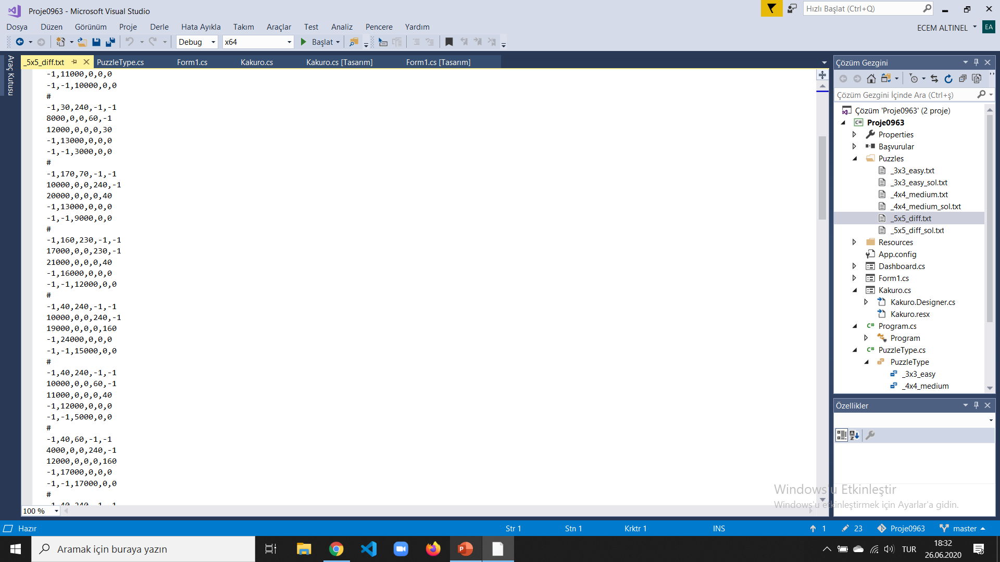 Proje0963 - Microsoft Visual Studio
Hızlı Başlat (Ctrl+Q)
Dosya Düzen Görünüm Proje Derle Hata Ayıkla Takım Araçlar Test Analiz Pencere Yardım
ECEM ALTINEL EA
Debug x64 Başlat
Araç Kutusu
_5x5_diff.txt PuzzleType.cs Form1.cs Kakuro.cs Kakuro.cs [Tasarım] Form1.cs [Tasarım]
-1,11000,0,0,0
-1,-1,10000,0,0
#
-1,30,240,-1,-1
8000,0,0,60,-1
12000,0,0,0,30
-1,13000,0,0,0
-1,-1,3000,0,0
#
-1,170,70,-1,-1
10000,0,0,240,-1
20000,0,0,0,40
-1,13000,0,0,0
-1,-1,9000,0,0
#
-1,160,230,-1,-1
17000,0,0,230,-1
21000,0,0,0,40
-1,16000,0,0,0
-1,-1,12000,0,0
#
-1,40,240,-1,-1
10000,0,0,240,-1
19000,0,0,0,160
-1,24000,0,0,0
-1,-1,15000,0,0
#
-1,40,240,-1,-1
10000,0,0,60,-1
11000,0,0,0,40
-1,12000,0,0,0
-1,-1,5000,0,0
#
-1,40,60,-1,-1
4000,0,0,240,-1
12000,0,0,0,160
-1,17000,0,0,0
-1,-1,17000,0,0
#
-1,40,240,-1,-1
100 %
Çözüm Gezgini
Çözüm Gezgini İçinde Ara (Ctrl+ş)
Çözüm 'Proje0963' (2 proje)
C# Proje0963
Properties
Başvurular
Puzzles
_3x3_easy.txt
_3x3_easy_sol.txt
_4x4_medium.txt
_4x4_medium_sol.txt
_5x5_diff.txt
_5x5_diff_sol.txt
Resources
App.config
Dashboard.cs
Form1.cs
Kakuro.cs
Kakuro.Designer.cs
Kakuro.resx
C# Program.cs
Program
C# PuzzleType.cs
PuzzleType
_3x3_easy
_4x4_medium
Özellikler
Windows'u Etkinleştir
Windows'u etkinleştirmek için Ayarlar'a gidin.
Hazır Str 1 Stn 1 Krktr 1 INS 1 23 Proje0963 master
Aramak için buraya yazın
TUR
18:32
26.06.2020